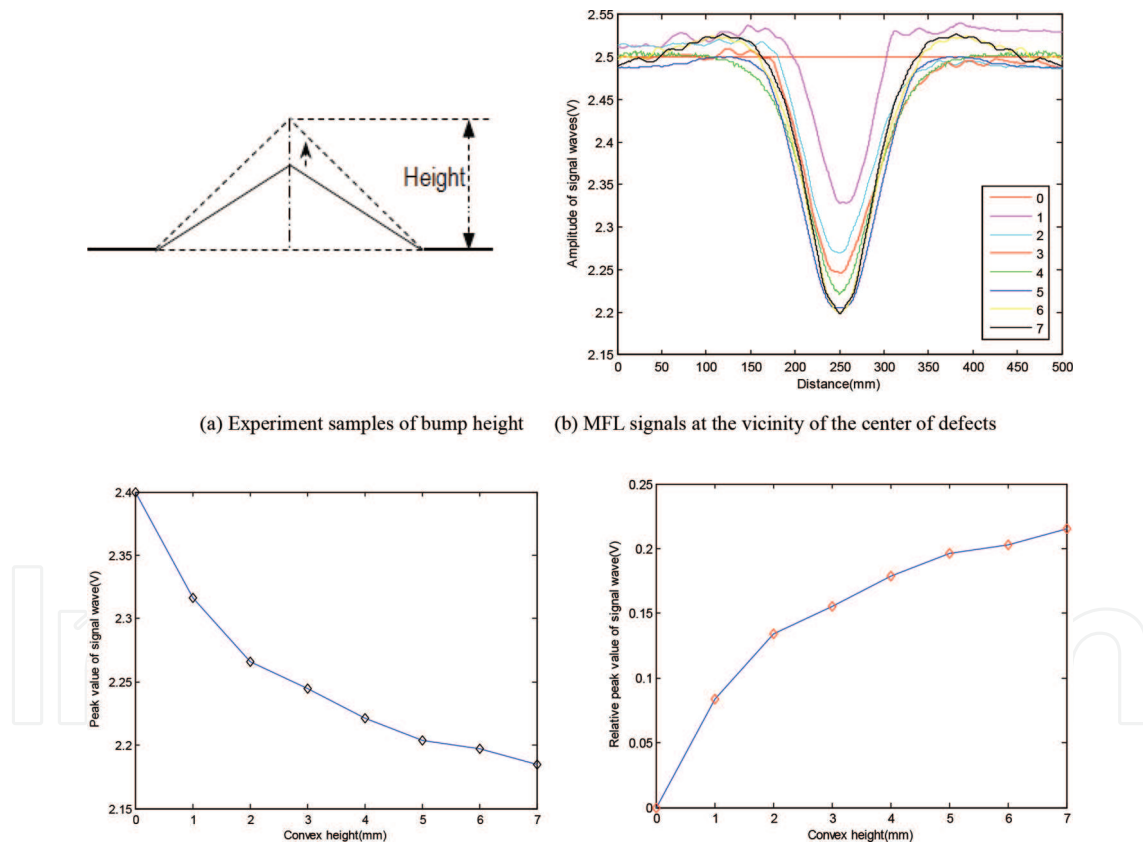 Height
2.55
2.5
2.45
2.4
2.35
2.3
2.25
2.2
2.15
Amplitude of signal waves(V)
0
1
2
3
4
5
6
7
0 50 100 150 200 250 300 350 400 450 500
Distance(mm)
(a) Experiment samples of bump height (b) MFL signals at the vicinity of the center of defects
2.4
2.35
2.3
2.25
2.2
2.15
Peak value of signal wave(V)
0 1 2 3 4 5 6 7
Convex height(mm)
0.25
0.2
0.15
0.1
0.05
0
Relative peak value of signal wave(V)
0 1 2 3 4 5 6 7
Convex height(mm)